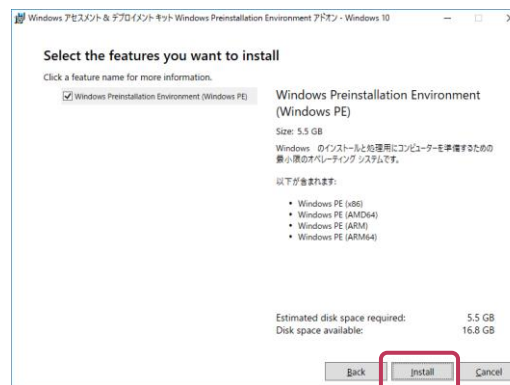 Windows アセスメント & デプロイメント キット Windows Preinstallation Environment アドオン - Windows 10
Select the features you want to install
Click a feature name for more information.
Windows Preinstallation Environment (Windows PE)
Windows Preinstallation Environment
(Windows PE)
Size: 5.5 GB
Windows のインストールと処理用にコンピューターを準備するための
最小限のオペレーティング システムです。
以下が含まれます:
• Windows PE (x86)
• Windows PE (AMD64)
• Windows PE (ARM)
• Windows PE (ARM64)
Estimated disk space required: 5.5 GB
Disk space available: 16.8 GB
Back Install Cancel